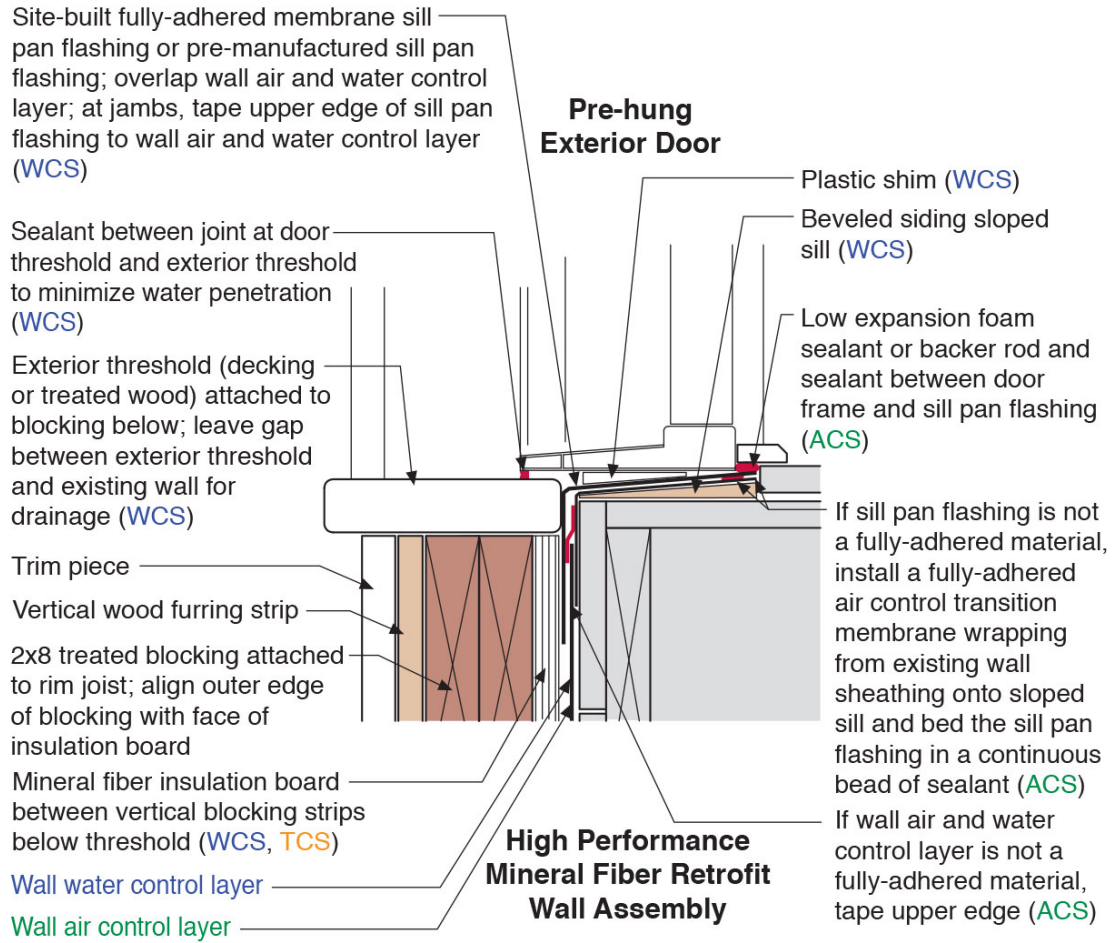 Site-built fully-adhered membrane sill
pan flashing or pre-manufactured sill pan
flashing; overlap wall air and water control
layer; at jambs, tape upper edge of sill pan
flashing to wall air and water control layer
(WCS)
Pre-hung
Exterior Door
Plastic shim (WCS)
Beveled siding sloped
sill (WCS)
Sealant between joint at door
threshold and exterior threshold
to minimize water penetration
(WCS)
Low expansion foam
sealant or backer rod and
sealant between door
frame and sill pan flashing
(ACS)
Exterior threshold (decking
or treated wood) attached to
blocking below; leave gap
between exterior threshold
and existing wall for
drainage (WCS)
If sill pan flashing is not
a fully-adhered material,
install a fully-adhered
air control transition
membrane wrapping
from existing wall
sheathing onto sloped
sill and bed the sill pan
flashing in a continuous
bead of sealant (ACS)
Trim piece
Vertical wood furring strip
2x8 treated blocking attached
to rim joist; align outer edge
of blocking with face of
insulation board
Mineral fiber insulation board
between vertical blocking strips
below threshold (WCS, TCS)
If wall air and water
control layer is not a
fully-adhered material,
tape upper edge (ACS)
High Performance
Mineral Fiber Retrofit
Wall Assembly
Wall water control layer
Wall air control layer